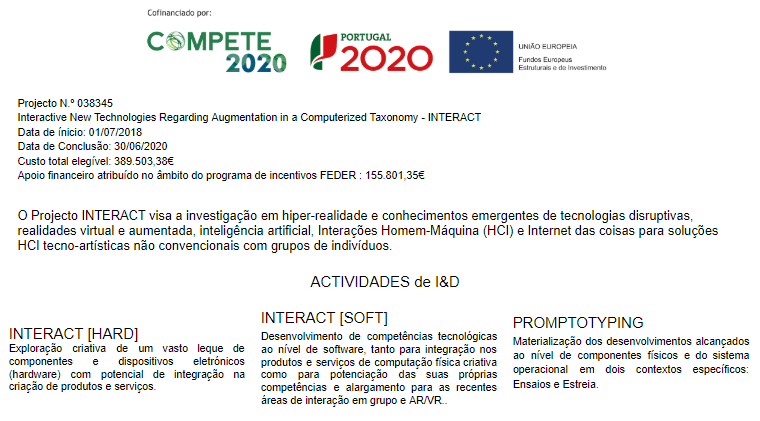 Cofinanciado por:
COMPETE
2020
PORTUGAL
2020
UNIÃO EUROPEIA
Fundos Europeus
Estruturais e de Investimento
Projecto N.º 038345
Interactive New Technologies Regarding Augmentation in a Computerized Taxonomy - INTERACT
Data de ínicio: 01/07/2018
Data de Conclusão: 30/06/2020
Custo total elegível: 389.503,38€
Apoio financeiro atribuído no âmbito do programa de incentivos FEDER : 155.801,35€
O Projecto INTERACT visa a investigação em hiper-realidade e conhecimentos emergentes de tecnologias disruptivas,
realidades virtual e aumentada, inteligência artificial, Interações Homem-Máquina (HCI) e Internet das coisas para soluções
HCI tecno-artísticas não convencionais com grupos de indivíduos.
ACTIVIDADES de I&D
INTERACT [HARD]
Exploração criativa de um vasto leque de
componentes e dispositivos eletrónicos
(hardware) com potencial de integração na
criação de produtos e serviços.
INTERACT [SOFT]
Desenvolvimento de competências tecnológicas
ao nível de software, tanto para integração nos
produtos e serviços de computação física criativa
como para potenciação das suas próprias
competências e alargamento para as recentes
áreas de interação em grupo e AR/VR..
PROMPTOTYPING
Materialização dos desenvolvimentos alcançados
ao nível de componentes físicos e do sistema
operacional em dois contextos específicos:
Ensaios e Estreia.